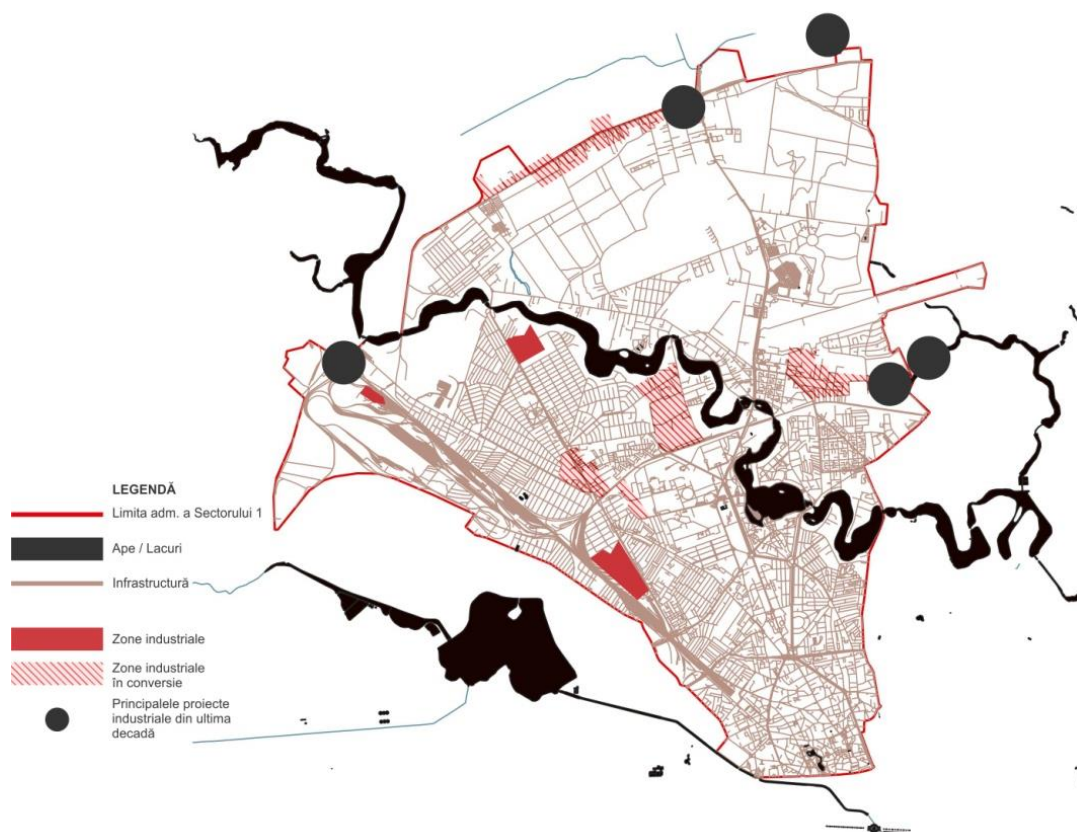 LEGENDĂ
Limita adm. a Sectorului 1
Ape / Lacuri
Infrastructură
Zone industriale
Zone industriale
în conversie
Principalele proiecte
industriale din ultima
decadă